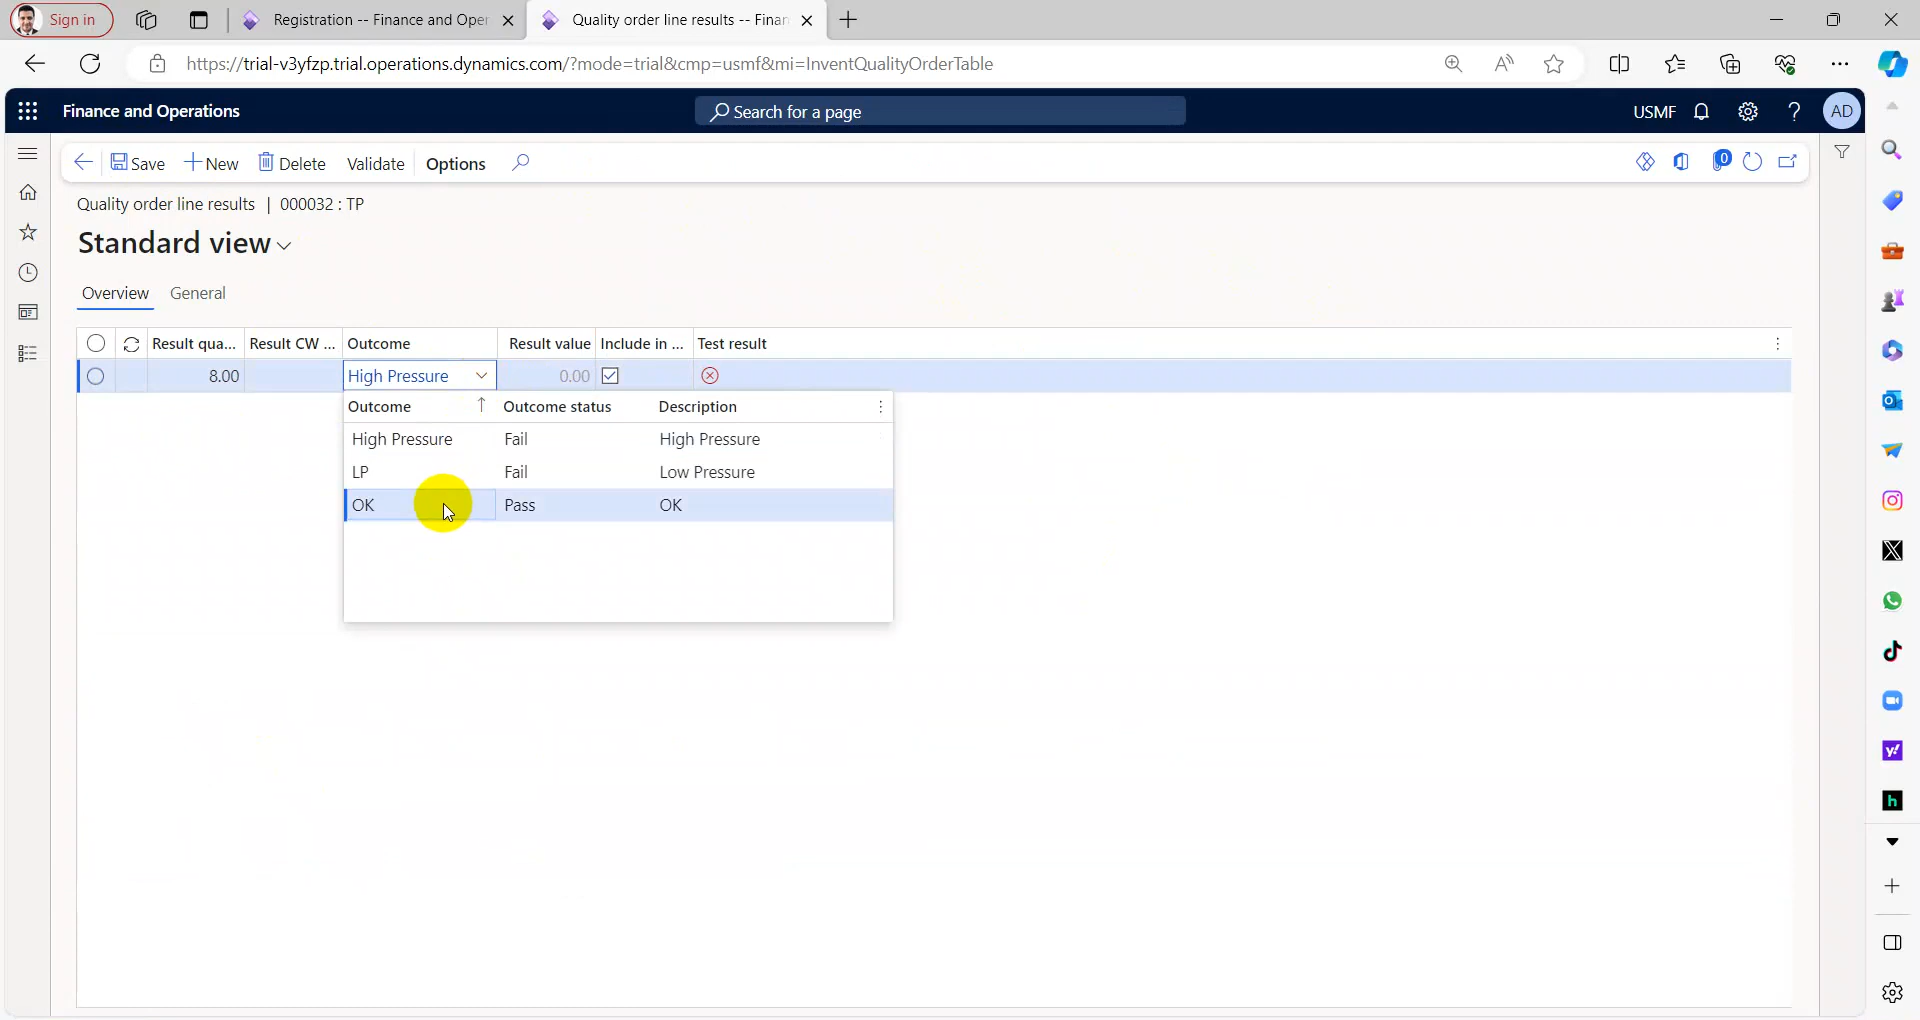 Sign in
Registration -- Finance and Oper
Quality order line results -- Finan
https://trial-v3yfzp.trial.operations.dynamics.com/?mode=trial&cmp=usmf&mi=InventQualityOrderTable
Finance and Operations
Search for a page
USMF
AD
Save
New
Delete
Validate
Options
0
Quality order line results | 000032 : TP
Standard view
Overview
General
Result qua...
Result CW ...
Outcome
Result value
Include in ...
Test result
8.00
High Pressure
0.00
Outcome
Outcome status
Description
High Pressure
Fail
High Pressure
LP
Fail
Low Pressure
OK
Pass
OK